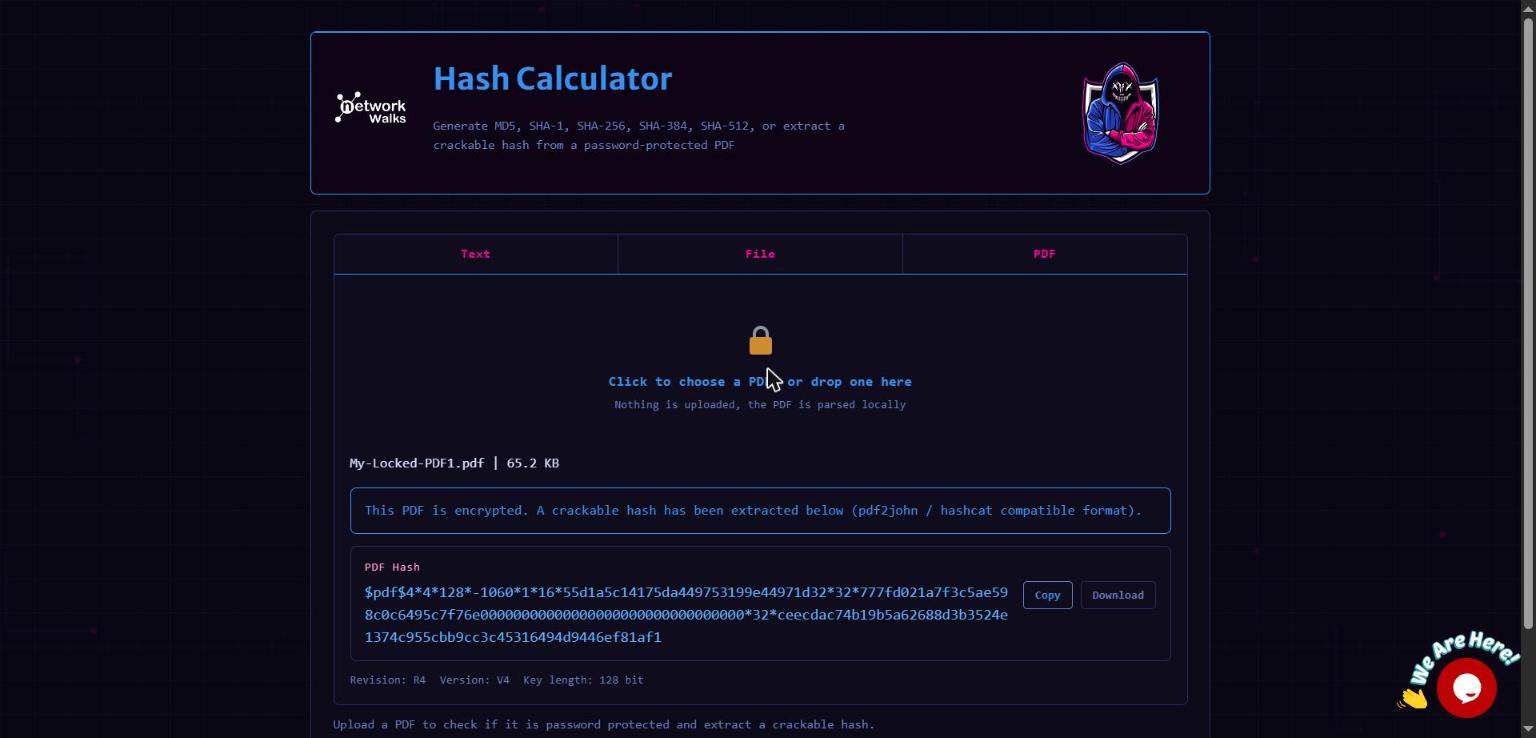 network
Walks
Hash Calculator
Generate MD5, SHA-1, SHA-256, SHA-384, SHA-512, or extract a
crackable hash from a password-protected PDF
Text
File
PDF
Click to choose a PDF or drop one here
Nothing is uploaded, the PDF is parsed locally
My-Locked-PDF1.pdf | 65.2 KB
This PDF is encrypted. A crackable hash has been extracted below (pdf2john / hashcat compatible format).
PDF Hash
$pdf$4*4*128*-1060*1*16*55d1a5c14175da449753199e44971d32*32*777fd021a7f3c5ae59
8c0c6495c7f76e00000000000000000000000000000000*32*ceecdac74b19b5a62688d3b3524e
1374c955cbb9cc3c45316494d9446ef81af1
Copy
Download
Revision: R4 Version: V4 Key length: 128 bit
Upload a PDF to check if it is password protected and extract a crackable hash.
We Are Here!